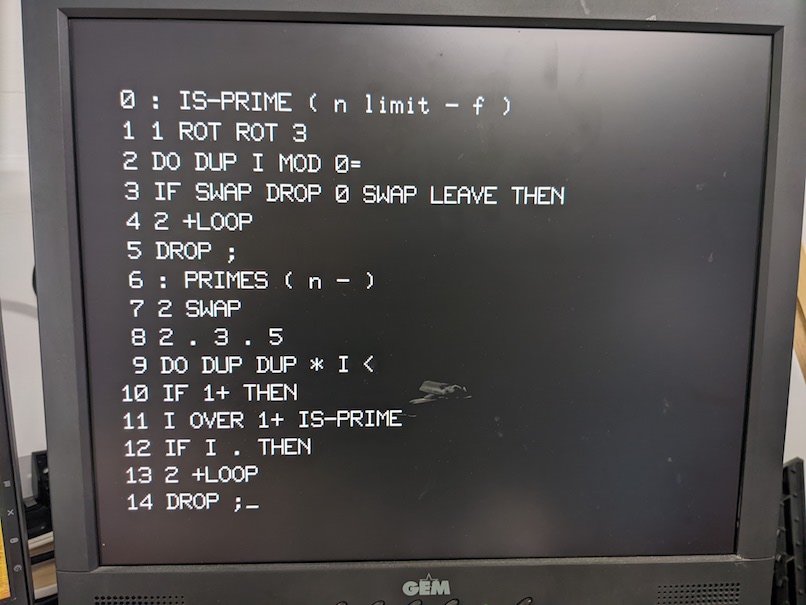 0 : IS-PRIME ( n limit - f )
1 1 ROT ROT 3
2 DO DUP I MOD 0=
3 IF SWAP DROP 0 SWAP LEAVE THEN
4 2 +LOOP
5 DROP ;
6 : PRIMES ( n - )
7 2 SWAP
8 2 . 3 . 5
9 DO DUP DUP * I <
10 IF 1+ THEN
11 I OVER 1+ IS-PRIME
12 IF I . THEN
13 2 +LOOP
14 DROP ;_
GEM